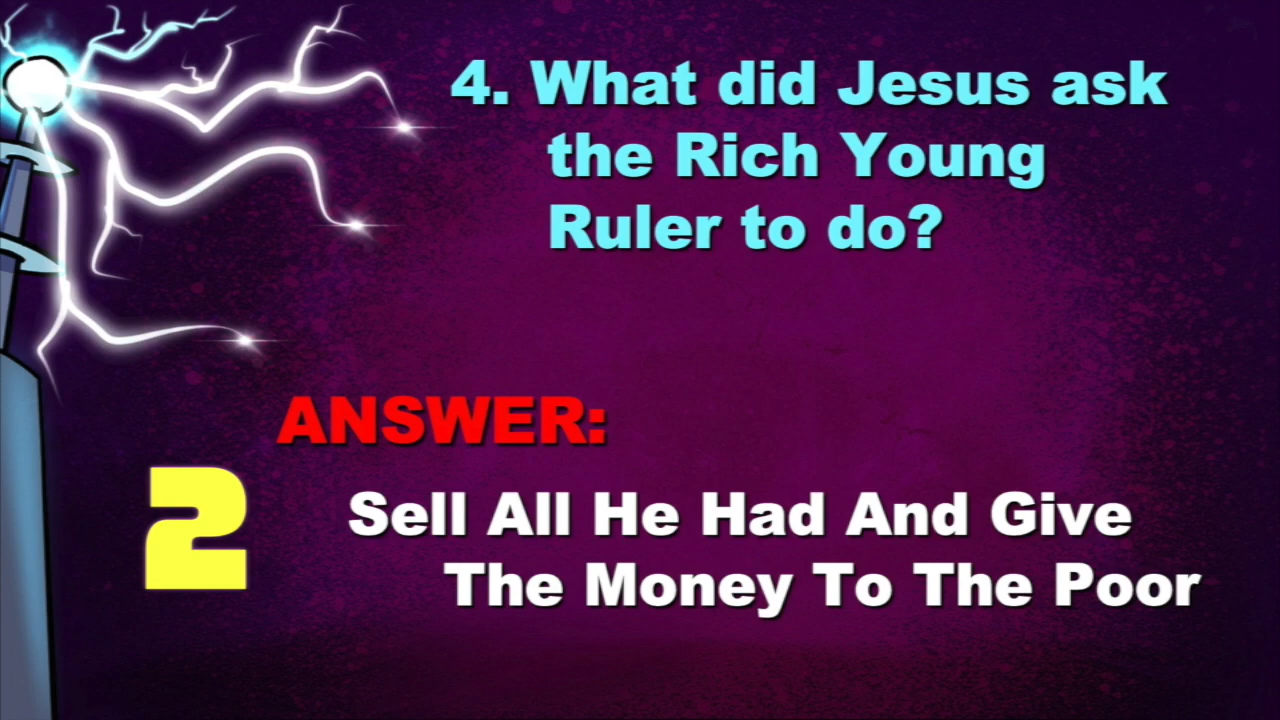 4. What did Jesus ask
the Rich Young
Ruler to do?
ANSWER:
2
Sell All He Had And Give
The Money To The Poor